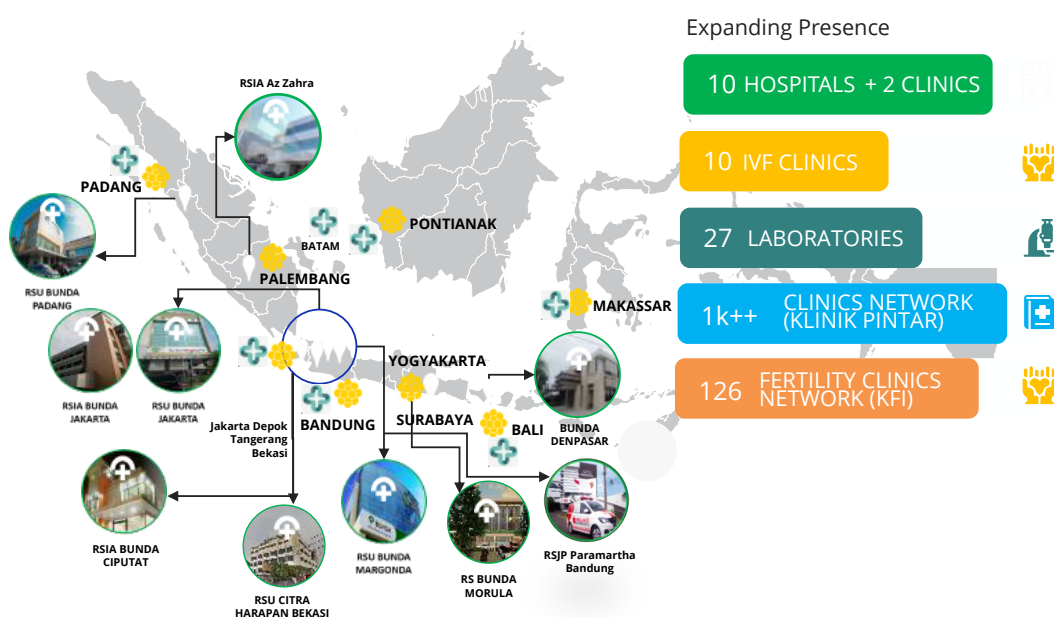 Expanding Presence
10 HOSPITALS + 2 CLINICS
10 IVF CLINICS
27 LABORATORIES
1k++ CLINICS NETWORK
(KLINIK PINTAR)
126 FERTILITY CLINICS
NETWORK (KFI)
RSIA Az Zahra
PADANG
RSU BUNDA
PADANG
BATAM
PONTIANAK
PALEMBANG
MAKASSAR
RSIA BUNDA
JAKARTA
RSU BUNDA
JAKARTA
YOGYAKARTA
Jakarta Depok
Tangerang
Bekasi
BANDUNG
SURABAYA
BALI
BUNDA
DENPASAR
RSIA BUNDA
CIPUTAT
RSU CITRA
HARAPAN BEKASI
RSU BUNDA
MARGONDA
RS BUNDA
MORULA
RSJP Paramartha
Bandung